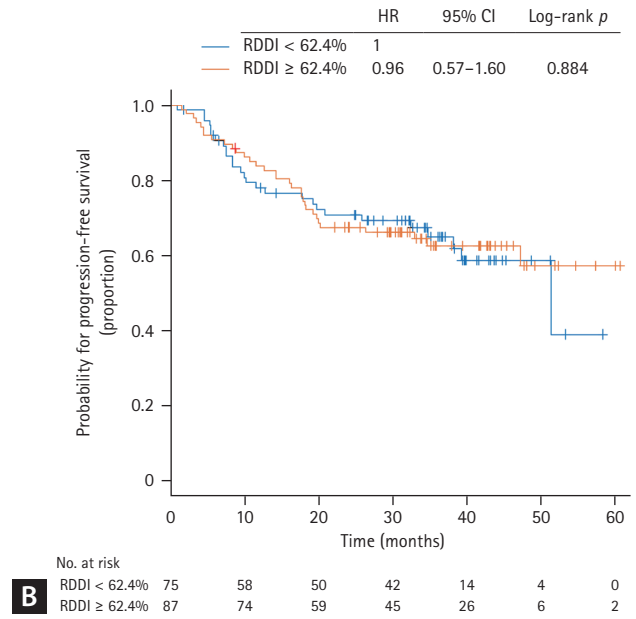 HR 95% CI Log-rank p
RDDI < 62.4% 1
RDDI ≥ 62.4% 0.96 0.57–1.60 0.884
1.0
0.8
0.6
0.4
0.2
0
Probability for progression-free survival
(proportion)
0 10 20 30 40 50 60
Time (months)
No. at risk
RDDI < 62.4% 75 58 50 42 14 4 0
RDDI ≥ 62.4% 87 74 59 45 26 6 2
B